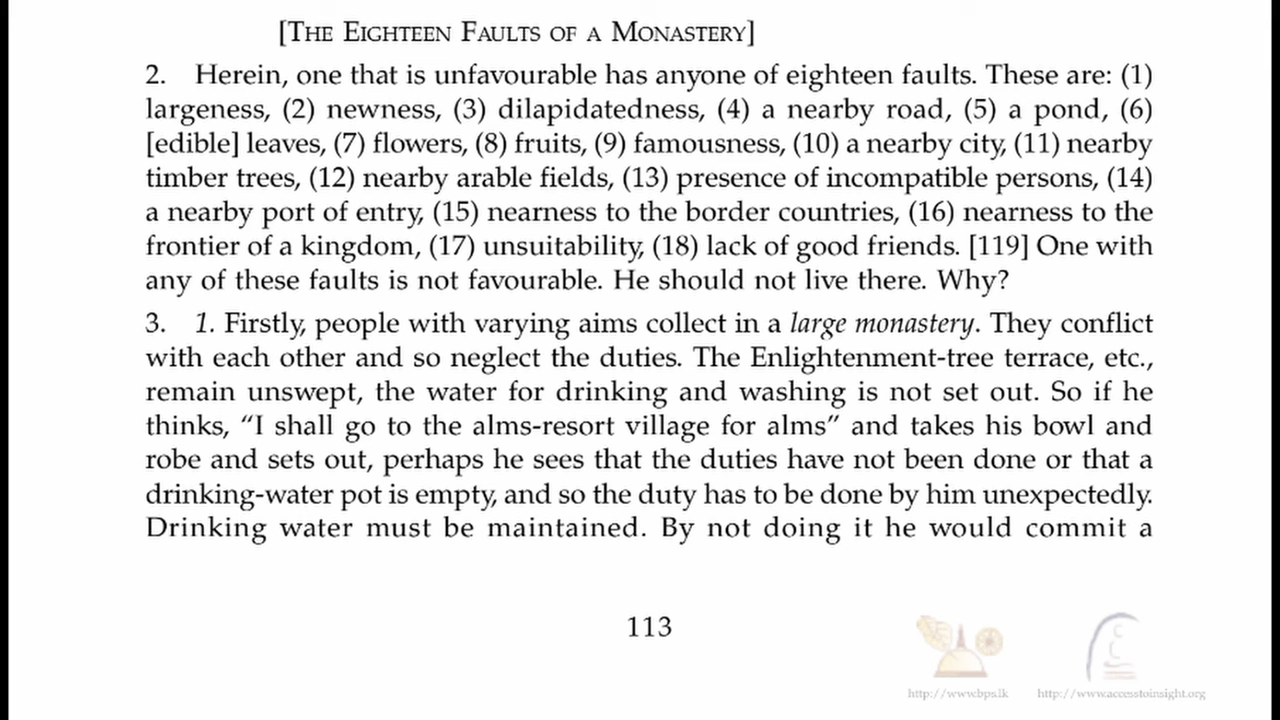 [THE EIGHTEEN FAULTS OF A MONASTERY]
2. Herein, one that is unfavourable has anyone of eighteen faults. These are: (1)
largeness, (2) newness, (3) dilapidatedness, (4) a nearby road, (5) a pond, (6)
[edible] leaves, (7) flowers, (8) fruits, (9) famousness, (10) a nearby city, (11) nearby
timber trees, (12) nearby arable fields, (13) presence of incompatible persons, (14)
a nearby port of entry, (15) nearness to the border countries, (16) nearness to the
frontier of a kingdom, (17) unsuitability, (18) lack of good friends. [119] One with
any of these faults is not favourable. He should not live there. Why?
3. 1. Firstly, people with varying aims collect in a large monastery. They conflict
with each other and so neglect the duties. The Enlightenment-tree terrace, etc.,
remain unswept, the water for drinking and washing is not set out. So if he
thinks, “I shall go to the alms-resort village for alms” and takes his bowl and
robe and sets out, perhaps he sees that the duties have not been done or that a
drinking-water pot is empty, and so the duty has to be done by him unexpectedly.
Drinking water must be maintained. By not doing it he would commit a
113
http://www.bps.lk http://www.accesstoinsight.org